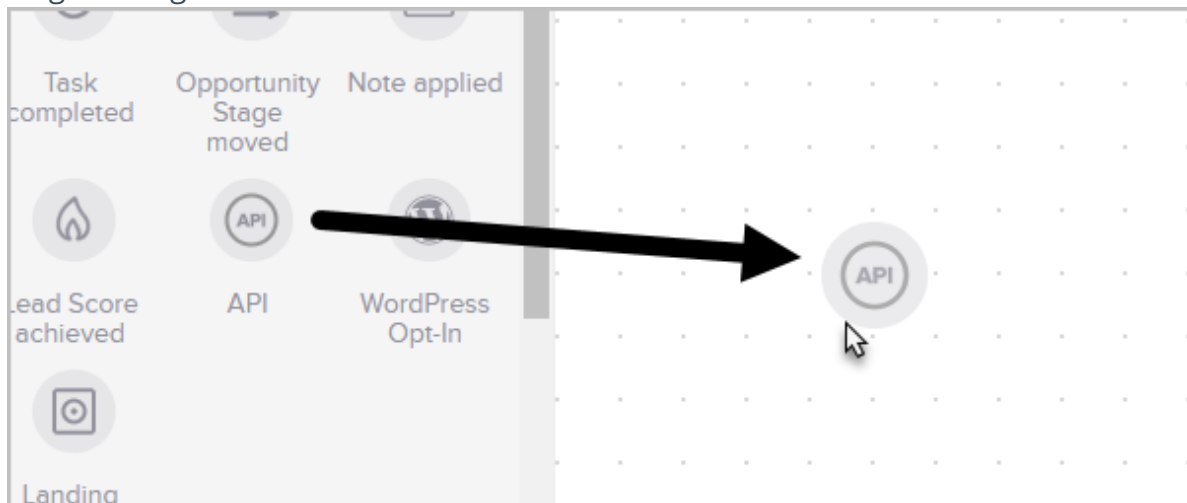 Task
completed
Opportunity
Stage
moved
Note applied
API
API
Lead Score
achieved
API
WordPress
Opt-In
Landing